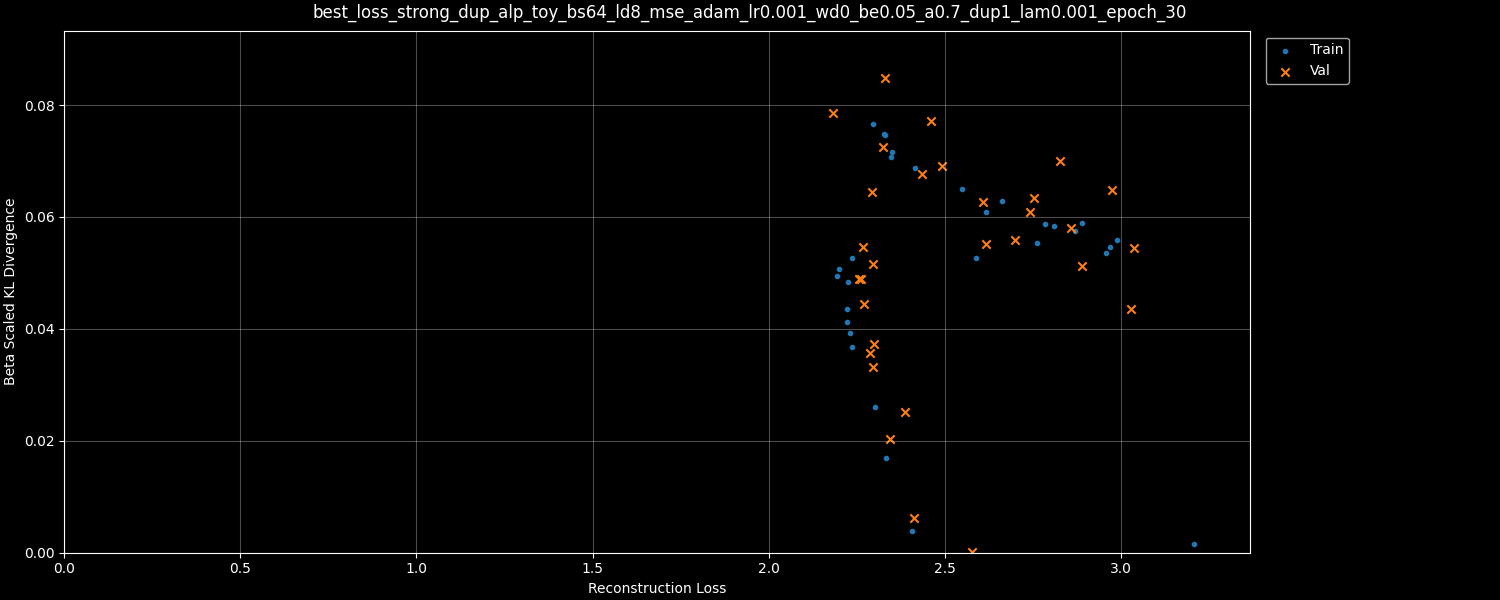 best_loss_strong_dup_alp_toy_bs64_ld8_mse_adam_lr0.001_wd0_be0.05_a0.7_dup1_lam0.001_epoch_30
Train
Val
Beta Scaled KL Divergence
0.08
0.06
0.04
0.02
0.00
0.0 0.5 1.0 1.5 2.0 2.5 3.0
Reconstruction Loss